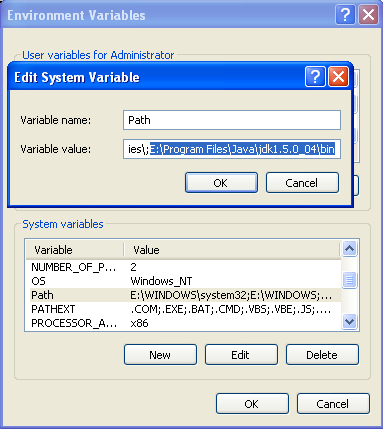 Environment Variables
User variables for Administrator
Edit System Variable
Variable name: Path
Variable value: ies\;E:\Program Files\Java\jdk1.5.0_04\bin
OK Cancel
System variables
Variable Value
NUMBER_OF_P... 2
OS Windows_NT
Path E:\WINDOWS\system32;E:\WINDOWS;...
PATHEXT .COM;.EXE;.BAT;.CMD;.VBS;.VBE;.JS;....
PROCESSOR_A... x86
New Edit Delete
OK Cancel